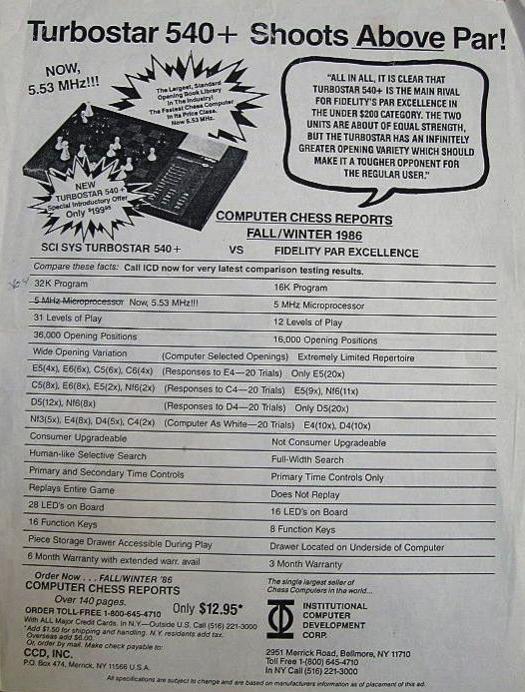 Turbostar 540+ Shoots Above Par!
NOW,
5.53 MHz!!!
The Largest, Standard
Opening Book Library
In The Industry!
The Fastest Chess Computer
In Its Price Class.
Now 5.53 MHz.
"ALL IN ALL, IT IS CLEAR THAT
TURBOSTAR 540+ IS THE MAIN RIVAL
FOR FIDELITY'S PAR EXCELLENCE IN
THE UNDER $200 CATEGORY. THE TWO
UNITS ARE ABOUT OF EQUAL STRENGTH,
BUT THE TURBOSTAR HAS AN INFINITELY
GREATER OPENING VARIETY WHICH SHOULD
MAKE IT A TOUGHER OPPONENT FOR
THE REGULAR USER."
NEW
TURBOSTAR 540+
Special Introductory Offer
Only $199.95
COMPUTER CHESS REPORTS
FALL/WINTER 1986
SCI SYS TURBOSTAR 540+ VS FIDELITY PAR EXCELLENCE
Compare these facts: Call ICD now for very latest comparison testing results.
32K Program 16K Program
5 MHz Microprocessor Now, 5.53 MHz!!! 5 MHz Microprocessor
31 Levels of Play 12 Levels of Play
36,000 Opening Positions 16,000 Opening Positions
Wide Opening Variation (Computer Selected Openings) Extremely Limited Repertoire
E5(4x), E6(6x), C5(6x), C6(4x) (Responses to E4—20 Trials) Only E5(20x)
C5(8x), E6(8x), E5(2x), Nf6(2x) (Responses to C4—20 Trials) E5(9x), Nf6(11x)
D5(12x), Nf6(8x) (Responses to D4—20 Trials) Only D5(20x)
Nf3(5x), E4(8x), D4(5x), C4(2x) (Computer As White—20 Trials) E4(10x), D4(10x)
Consumer Upgradeable Not Consumer Upgradeable
Human-like Selective Search Full-Width Search
Primary and Secondary Time Controls Primary Time Controls Only
Replays Entire Game Does Not Replay
28 LED's on Board 16 LED's on Board
16 Function Keys 8 Function Keys
Piece Storage Drawer Accessible During Play Drawer Located on Underside of Computer
6 Month Warranty with extended warr. avail 3 Month Warranty
Order Now . . . FALL/WINTER '86
COMPUTER CHESS REPORTS
Over 140 pages.
Only $12.95*
ORDER TOLL-FREE 1-800-645-4710
With ALL Major Credit Cards. In N.Y—Outside U.S. Call (516) 221-3000
*Add $1.50 for shipping and handling. N.Y. residents add tax.
Overseas add $6.00.
Or, order by mail. Make check payable to:
CCD, INC.
P.O. Box 474, Merrick, NY 11566 U.S.A.
The single largest seller of
Chess Computers in the world...
INSTITUTIONAL
COMPUTER
DEVELOPMENT
CORP.
2951 Merrick Road, Bellmore, NY 11710
Toll Free 1-(800) 645-4710
In NY Call (516) 221-3000
All specifications are subject to change and are based on manufacturers information as of placement of this ad.